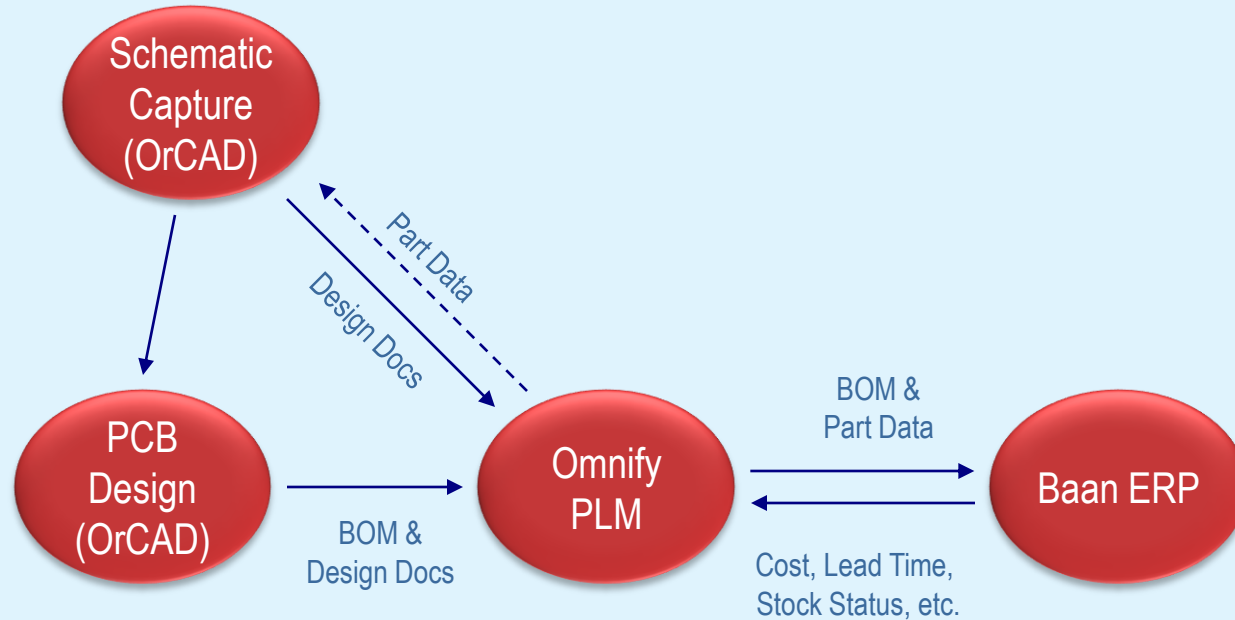 Schematic
Capture
(OrCAD)
Part Data
Design Docs
PCB
Design
(OrCAD)
BOM &
Design Docs
Omnify
PLM
BOM &
Part Data
Cost, Lead Time,
Stock Status, etc.
Baan ERP